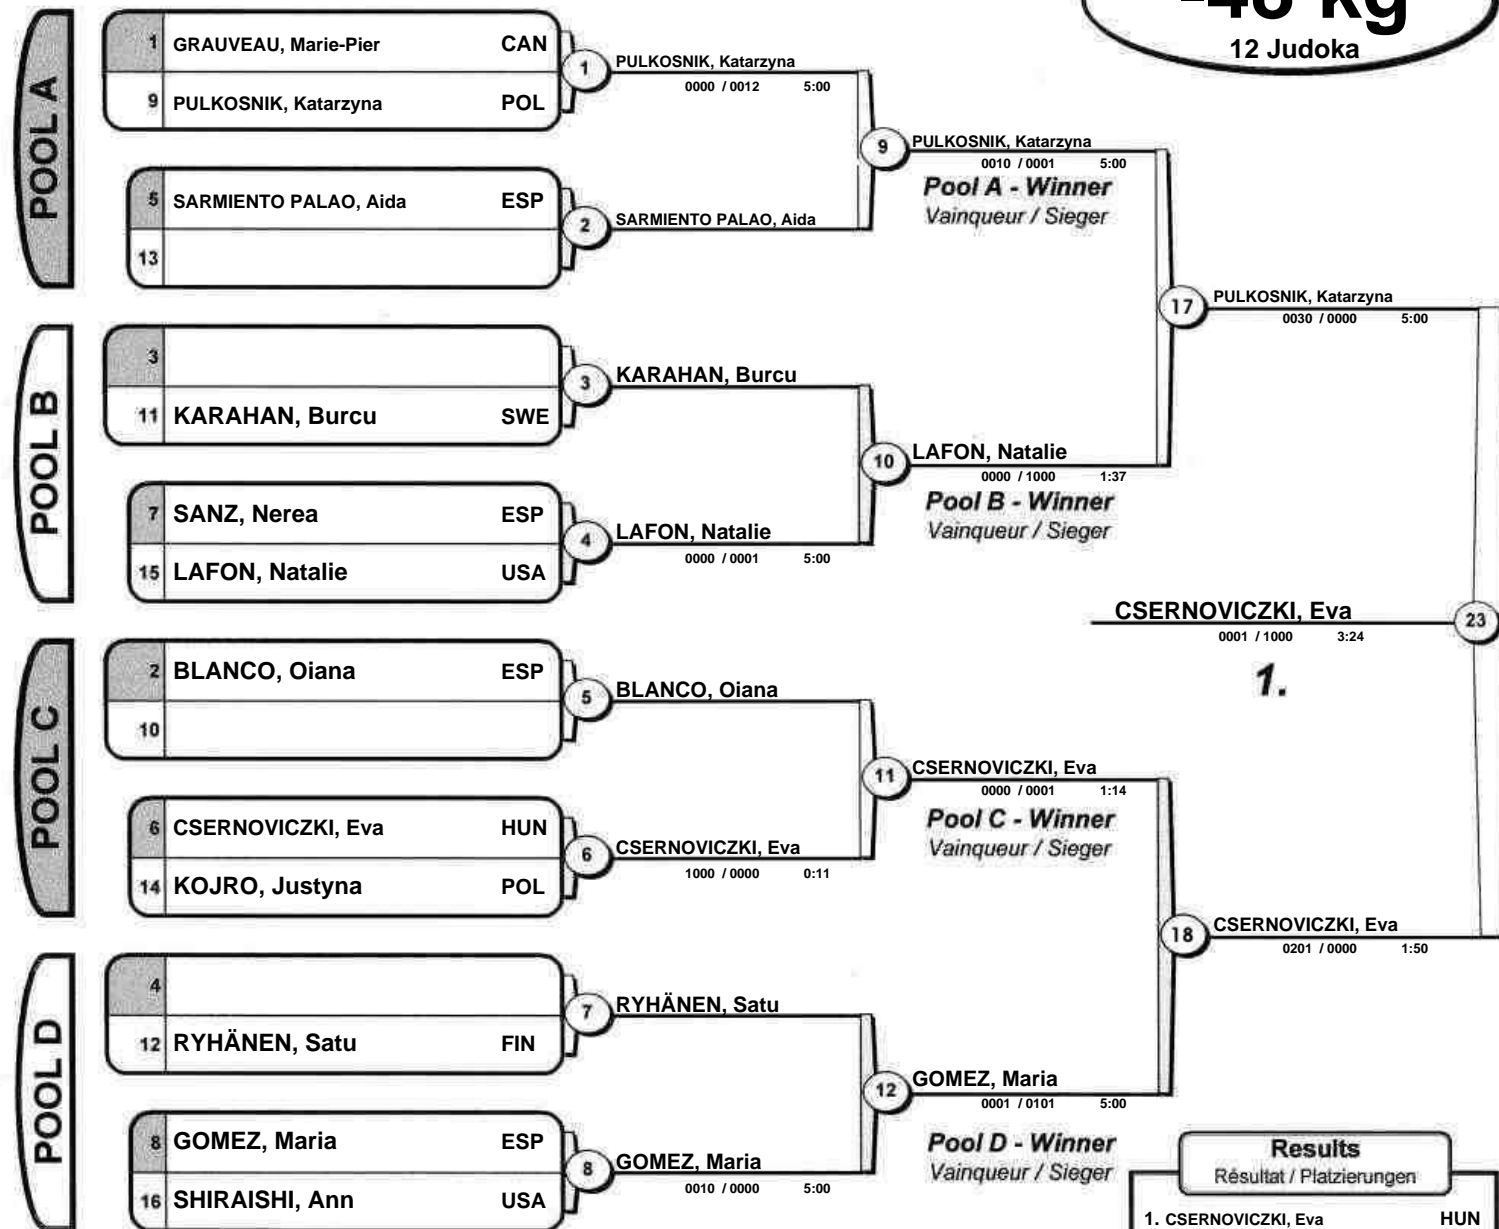 -48 kg
12 Judoka
POOL A
1 GRAUVEAU, Marie-Pier CAN
9 PULKOSNIK, Katarzyna POL
1
PULKOSNIK, Katarzyna
0000 / 0012 5:00
5 SARMIENTO PALAO, Aida ESP
13
2
SARMIENTO PALAO, Aida
9
PULKOSNIK, Katarzyna
0010 / 0001 5:00
Pool A - Winner
Vainqueur / Sieger
POOL B
3
11 KARAHAN, Burcu SWE
3
KARAHAN, Burcu
7 SANZ, Nerea ESP
15 LAFON, Natalie USA
4
LAFON, Natalie
0000 / 0001 5:00
10
LAFON, Natalie
0000 / 1000 1:37
Pool B - Winner
Vainqueur / Sieger
17
PULKOSNIK, Katarzyna
0030 / 0000 5:00
POOL C
2 BLANCO, Oiana ESP
10
5
BLANCO, Oiana
6 CSERNOVICZKI, Eva HUN
14 KOJRO, Justyna POL
6
CSERNOVICZKI, Eva
1000 / 0000 0:11
11
CSERNOVICZKI, Eva
0000 / 0001 1:14
Pool C - Winner
Vainqueur / Sieger
POOL D
4
12 RYHÄNEN, Satu FIN
7
RYHÄNEN, Satu
8 GOMEZ, Maria ESP
16 SHIRAISHI, Ann USA
8
GOMEZ, Maria
0010 / 0000 5:00
12
GOMEZ, Maria
0001 / 0101 5:00
Pool D - Winner
Vainqueur / Sieger
18
CSERNOVICZKI, Eva
0201 / 0000 1:50
23
CSERNOVICZKI, Eva
0001 / 1000 3:24
1.
Results
Résultat / Platzierungen
1. CSERNOVICZKI, Eva HUN